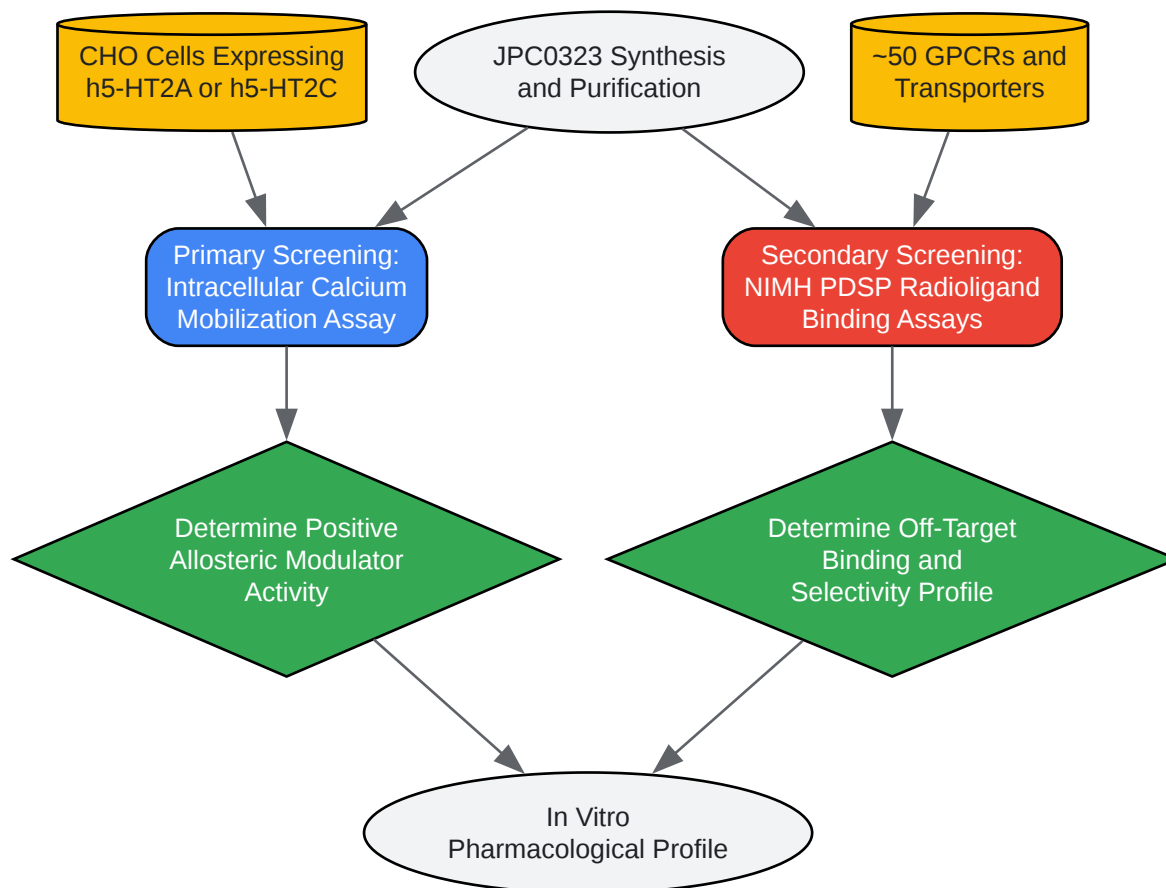 CHO Cells Expressing
h5-HT2A or h5-HT2C
JPC0323 Synthesis
and Purification
~50 GPCRs and
Transporters
Primary Screening:
Intracellular Calcium
Mobilization Assay
Secondary Screening:
NIMH PDSP Radioligand
Binding Assays
Determine Positive
Allosteric Modulator
Activity
Determine Off-Target
Binding and
Selectivity Profile
In Vitro
Pharmacological Profile